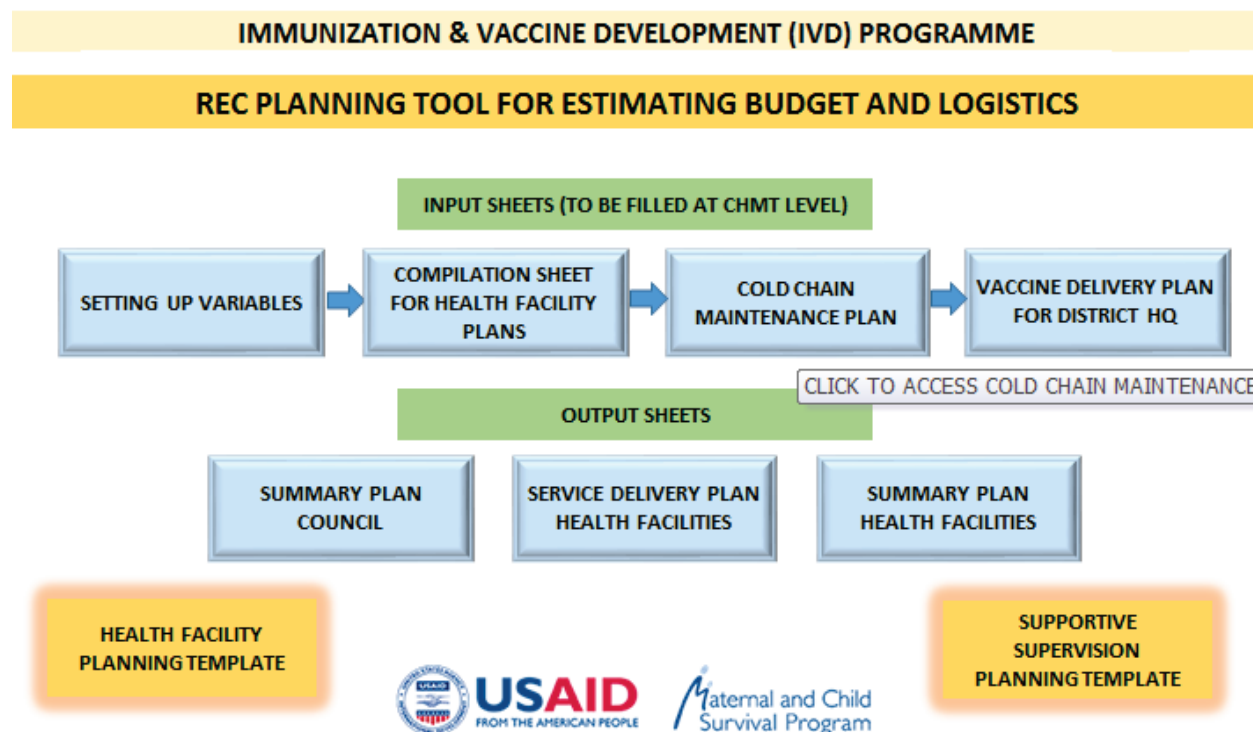 IMMUNIZATION & VACCINE DEVELOPMENT (IVD) PROGRAMME
REC PLANNING TOOL FOR ESTIMATING BUDGET AND LOGISTICS
INPUT SHEETS (TO BE FILLED AT CHMT LEVEL)
SETTING UP VARIABLES
COMPILATION SHEET
FOR HEALTH FACILITY
PLANS
COLD CHAIN
MAINTENANCE PLAN
VACCINE DELIVERY PLAN
FOR DISTRICT HQ
CLICK TO ACCESS COLD CHAIN MAINTENANCE
OUTPUT SHEETS
SUMMARY PLAN
COUNCIL
SERVICE DELIVERY PLAN
HEALTH FACILITIES
SUMMARY PLAN
HEALTH FACILITIES
HEALTH FACILITY
PLANNING TEMPLATE
SUPPORTIVE
SUPERVISION
PLANNING TEMPLATE
USAID
USAID
FROM THE AMERICAN PEOPLE
Maternal and Child
Survival Program